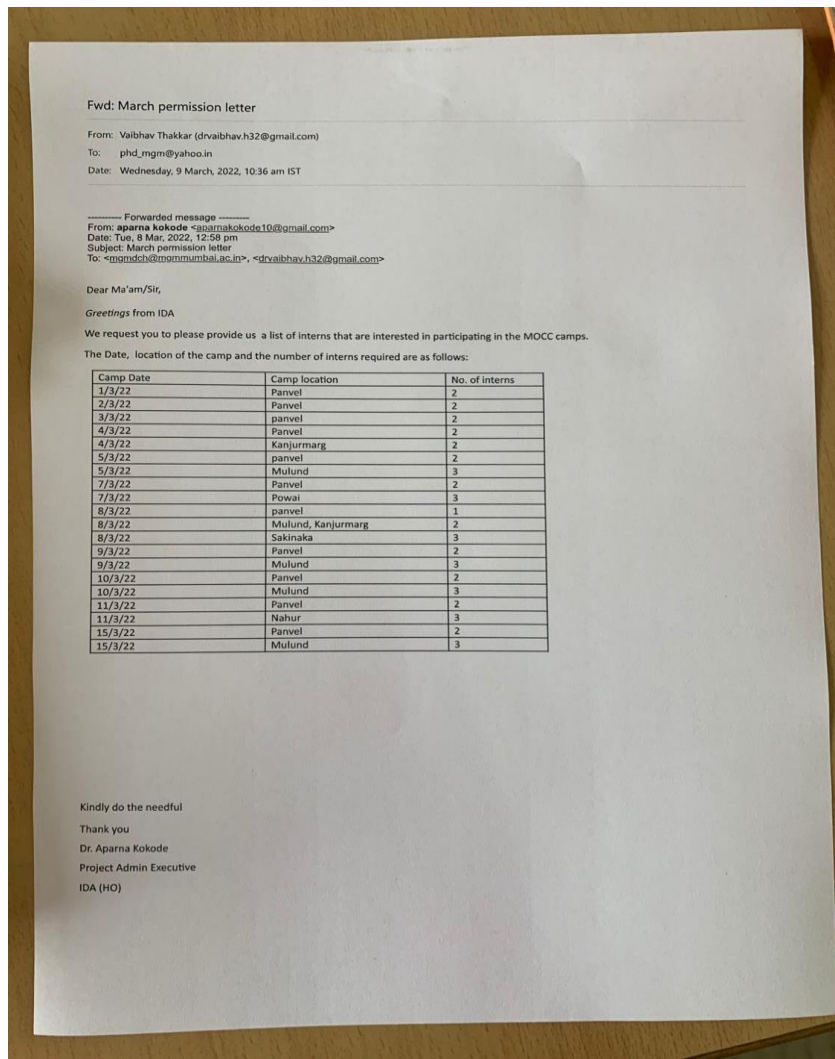 Fwd: March permission letter
From: Vaibhav Thakkar (drvaibhav.h32@gmail.com)
To: phd_mgm@yahoo.in
Date: Wednesday, 9 March, 2022, 10:36 am IST
---------- Forwarded message ---------
From: aparna kokode <aparnakokode10@gmail.com>
Date: Tue, 8 Mar, 2022, 12:58 pm
Subject: March permission letter
To: <mgmdch@mgmmumbai.ac.in>, <drvaibhav.h32@gmail.com>
Dear Ma'am/Sir,
Greetings from IDA
We request you to please provide us a list of interns that are interested in participating in the MOCC camps.
The Date, location of the camp and the number of interns required are as follows:
Camp Date Camp location No. of interns
1/3/22 Panvel 2
2/3/22 Panvel 2
3/3/22 panvel 2
4/3/22 Panvel 2
4/3/22 Kanjurmarg 2
5/3/22 panvel 2
5/3/22 Mulund 3
7/3/22 Panvel 2
7/3/22 Powai 3
8/3/22 panvel 1
8/3/22 Mulund, Kanjurmarg 2
8/3/22 Sakinaka 3
9/3/22 Panvel 2
9/3/22 Mulund 3
10/3/22 Panvel 2
10/3/22 Mulund 3
11/3/22 Panvel 2
11/3/22 Nahur 3
15/3/22 Panvel 2
15/3/22 Mulund 3
Kindly do the needful
Thank you
Dr. Aparna Kokode
Project Admin Executive
IDA (HO)